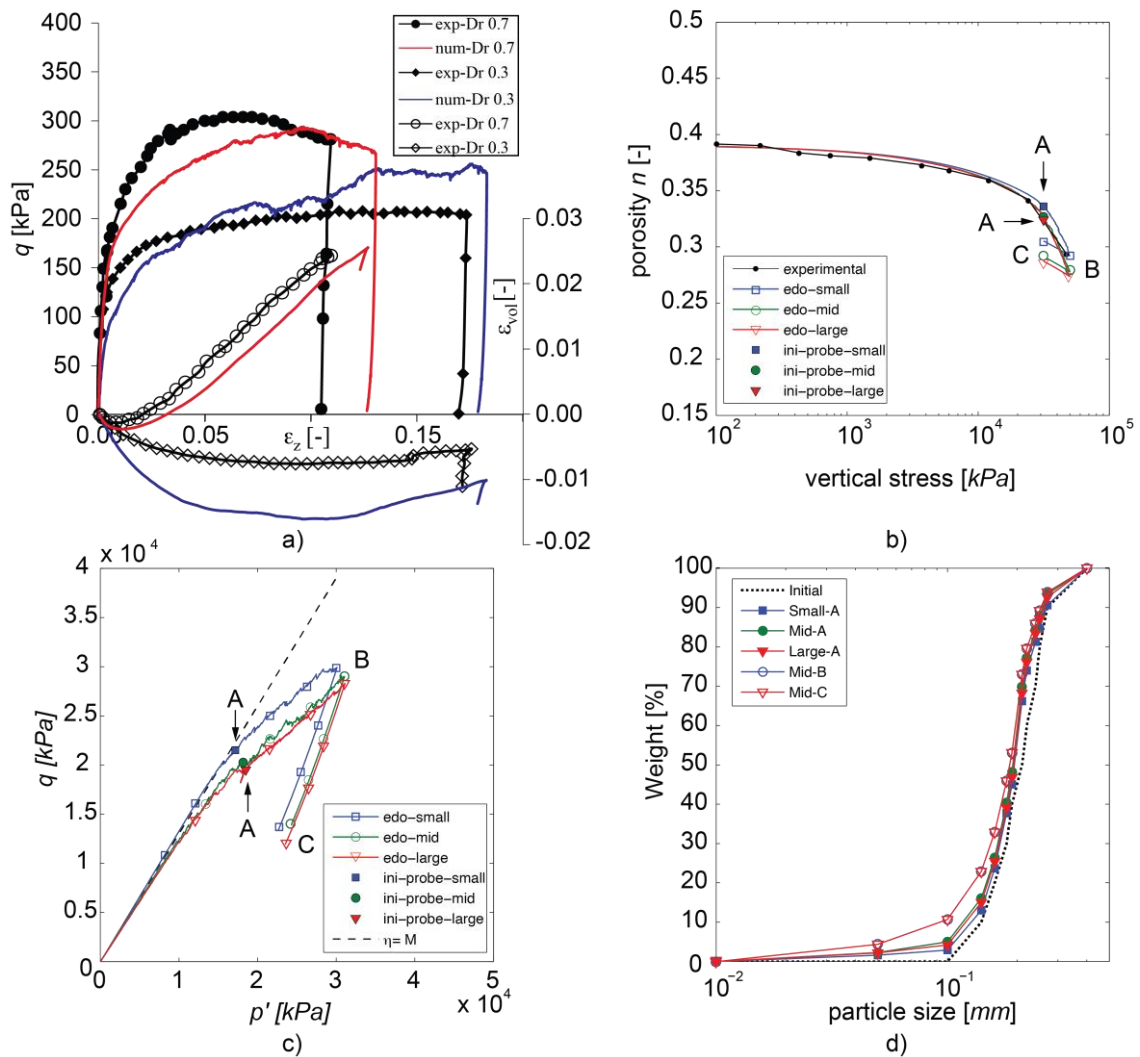 400
350
300
250
200
150
100
50
0
q [kPa]
exp-Dr 0.7
num-Dr 0.7
exp-Dr 0.3
num-Dr 0.3
exp-Dr 0.7
exp-Dr 0.3
0.03
0.02
0.01
0.00
-0.01
-0.02
ε_vol [-]
0.0
0.05
0.15
ε_z [-]
a)
0.5
0.45
0.4
0.35
0.3
0.25
0.2
0.15
porosity n [-]
A
A
C
B
experimental
edo-small
edo-mid
edo-large
ini-probe-small
ini-probe-mid
ini-probe-large
10^2
10^3
10^4
10^5
vertical stress [kPa]
b)
x 10^4
4
3.5
3
2.5
2
1.5
1
0.5
0
q [kPa]
A
A
B
C
edo-small
edo-mid
edo-large
ini-probe-small
ini-probe-mid
ini-probe-large
η= M
0
1
2
3
4
5
x 10^4
p' [kPa]
c)
100
90
80
70
60
50
40
30
20
10
0
Weight [%]
Initial
Small-A
Mid-A
Large-A
Mid-B
Mid-C
10^-2
10^-1
particle size [mm]
d)